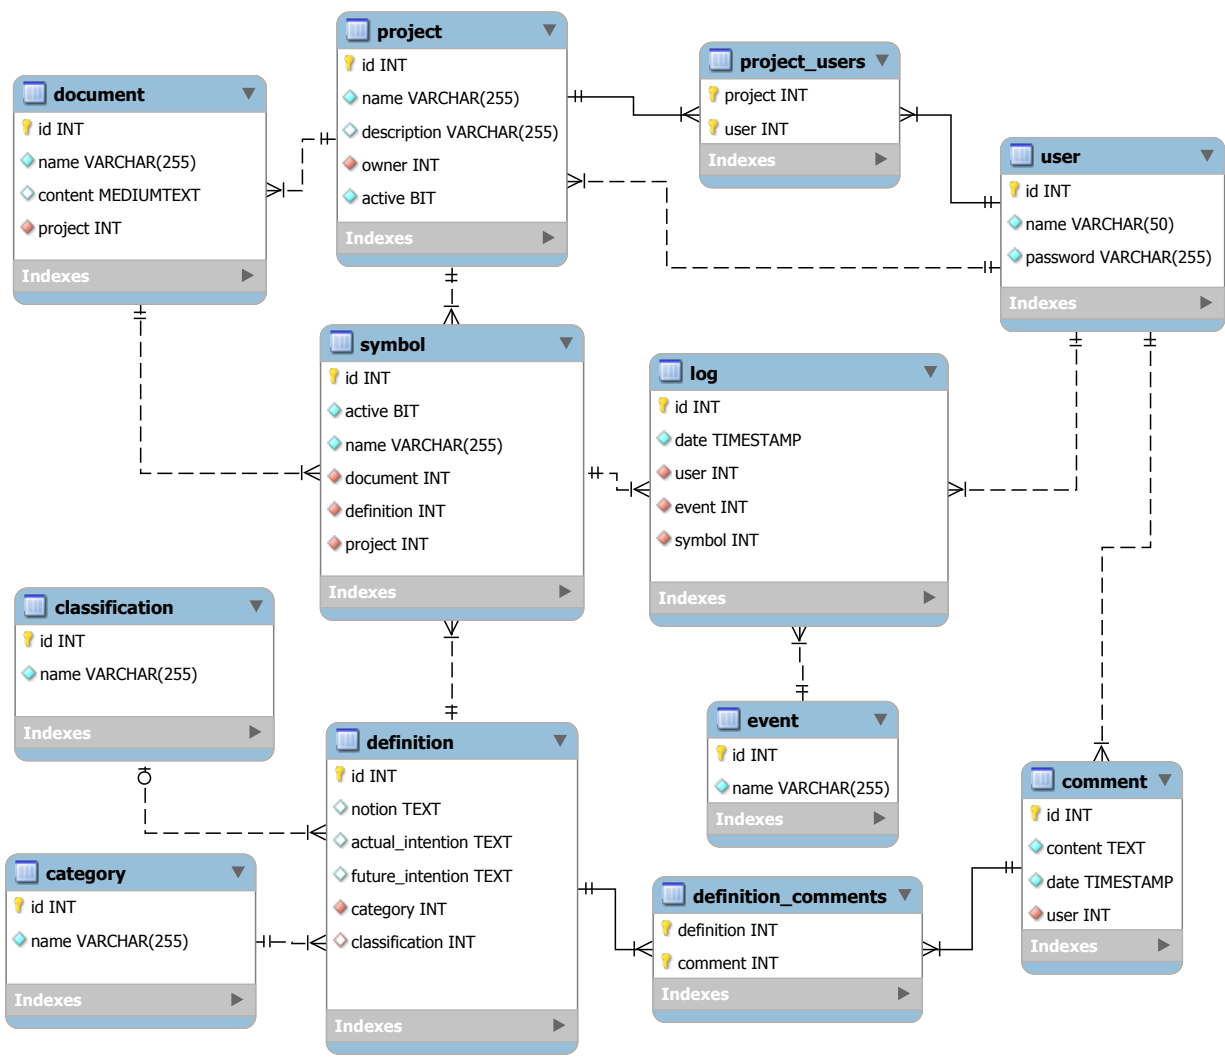 project
id INT
name VARCHAR(255)
description VARCHAR(255)
owner INT
active BIT
Indexes
project_users
project INT
user INT
Indexes
document
id INT
name VARCHAR(255)
content MEDIUMTEXT
project INT
Indexes
user
id INT
name VARCHAR(50)
password VARCHAR(255)
Indexes
symbol
id INT
active BIT
name VARCHAR(255)
document INT
definition INT
project INT
Indexes
log
id INT
date TIMESTAMP
user INT
event INT
symbol INT
Indexes
classification
id INT
name VARCHAR(255)
Indexes
event
id INT
name VARCHAR(255)
Indexes
definition
id INT
notion TEXT
actual_intention TEXT
future_intention TEXT
category INT
classification INT
Indexes
comment
id INT
content TEXT
date TIMESTAMP
user INT
Indexes
category
id INT
name VARCHAR(255)
Indexes
definition_comments
definition INT
comment INT
Indexes